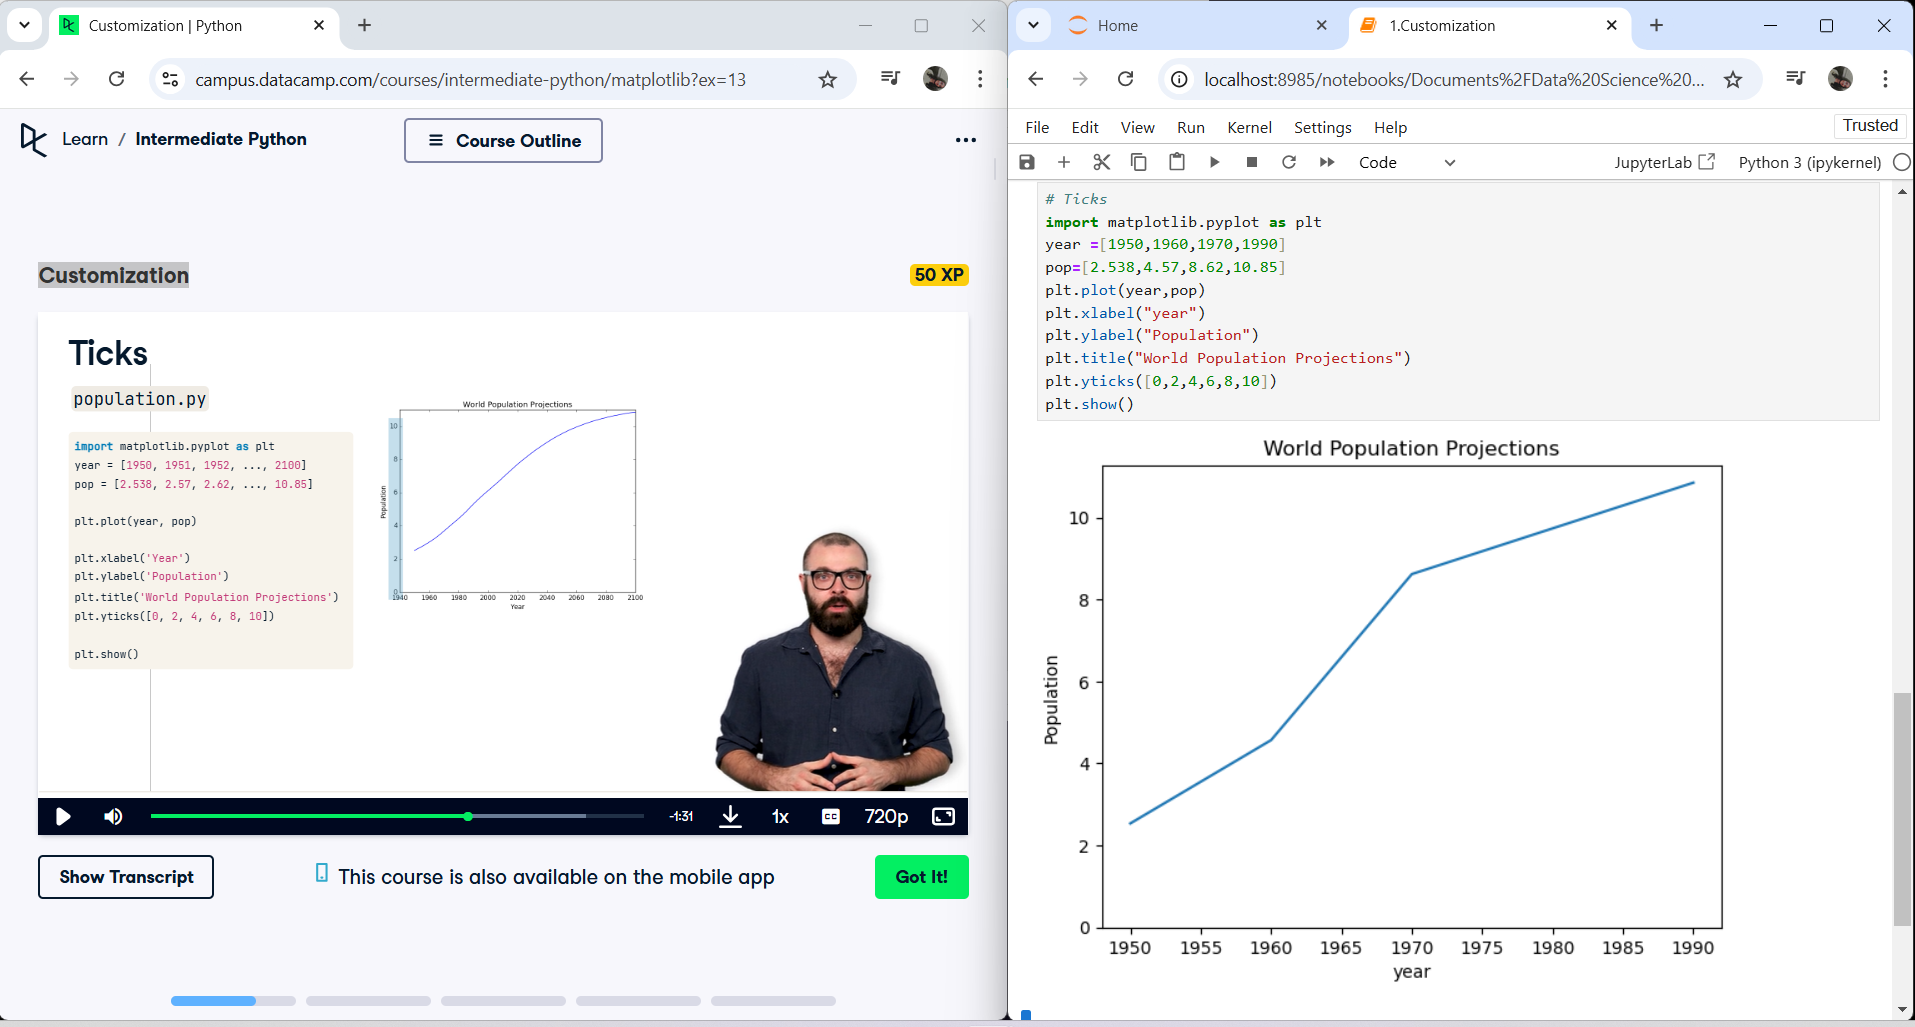 Customization | Python
campus.datacamp.com/courses/intermediate-python/matplotlib?ex=13
Learn / Intermediate Python
Course Outline
Customization
50 XP
Ticks
population.py
import matplotlib.pyplot as plt
year = [1950, 1951, 1952, ..., 2100]
pop = [2.538, 2.57, 2.62, ..., 10.85]
plt.plot(year, pop)
plt.xlabel('Year')
plt.ylabel('Population')
plt.title('World Population Projections')
plt.yticks([0, 2, 4, 6, 8, 10])
plt.show()
World Population Projections
10
8
6
4
2
0
Population
1940 1960 1980 2000 2020 2040 2060 2080 2100
Year
-1:31
1x
CC
720p
Show Transcript
This course is also available on the mobile app
Got It!
Home
1.Customization
localhost:8985/notebooks/Documents%2FData%20Science%20...
File Edit View Run Kernel Settings Help
Trusted
Code
JupyterLab
Python 3 (ipykernel)
# Ticks
import matplotlib.pyplot as plt
year =[1950,1960,1970,1990]
pop=[2.538,4.57,8.62,10.85]
plt.plot(year,pop)
plt.xlabel("year")
plt.ylabel("Population")
plt.title("World Population Projections")
plt.yticks([0,2,4,6,8,10])
plt.show()
World Population Projections
10
8
6
4
2
0
Population
1950 1955 1960 1965 1970 1975 1980 1985 1990
year